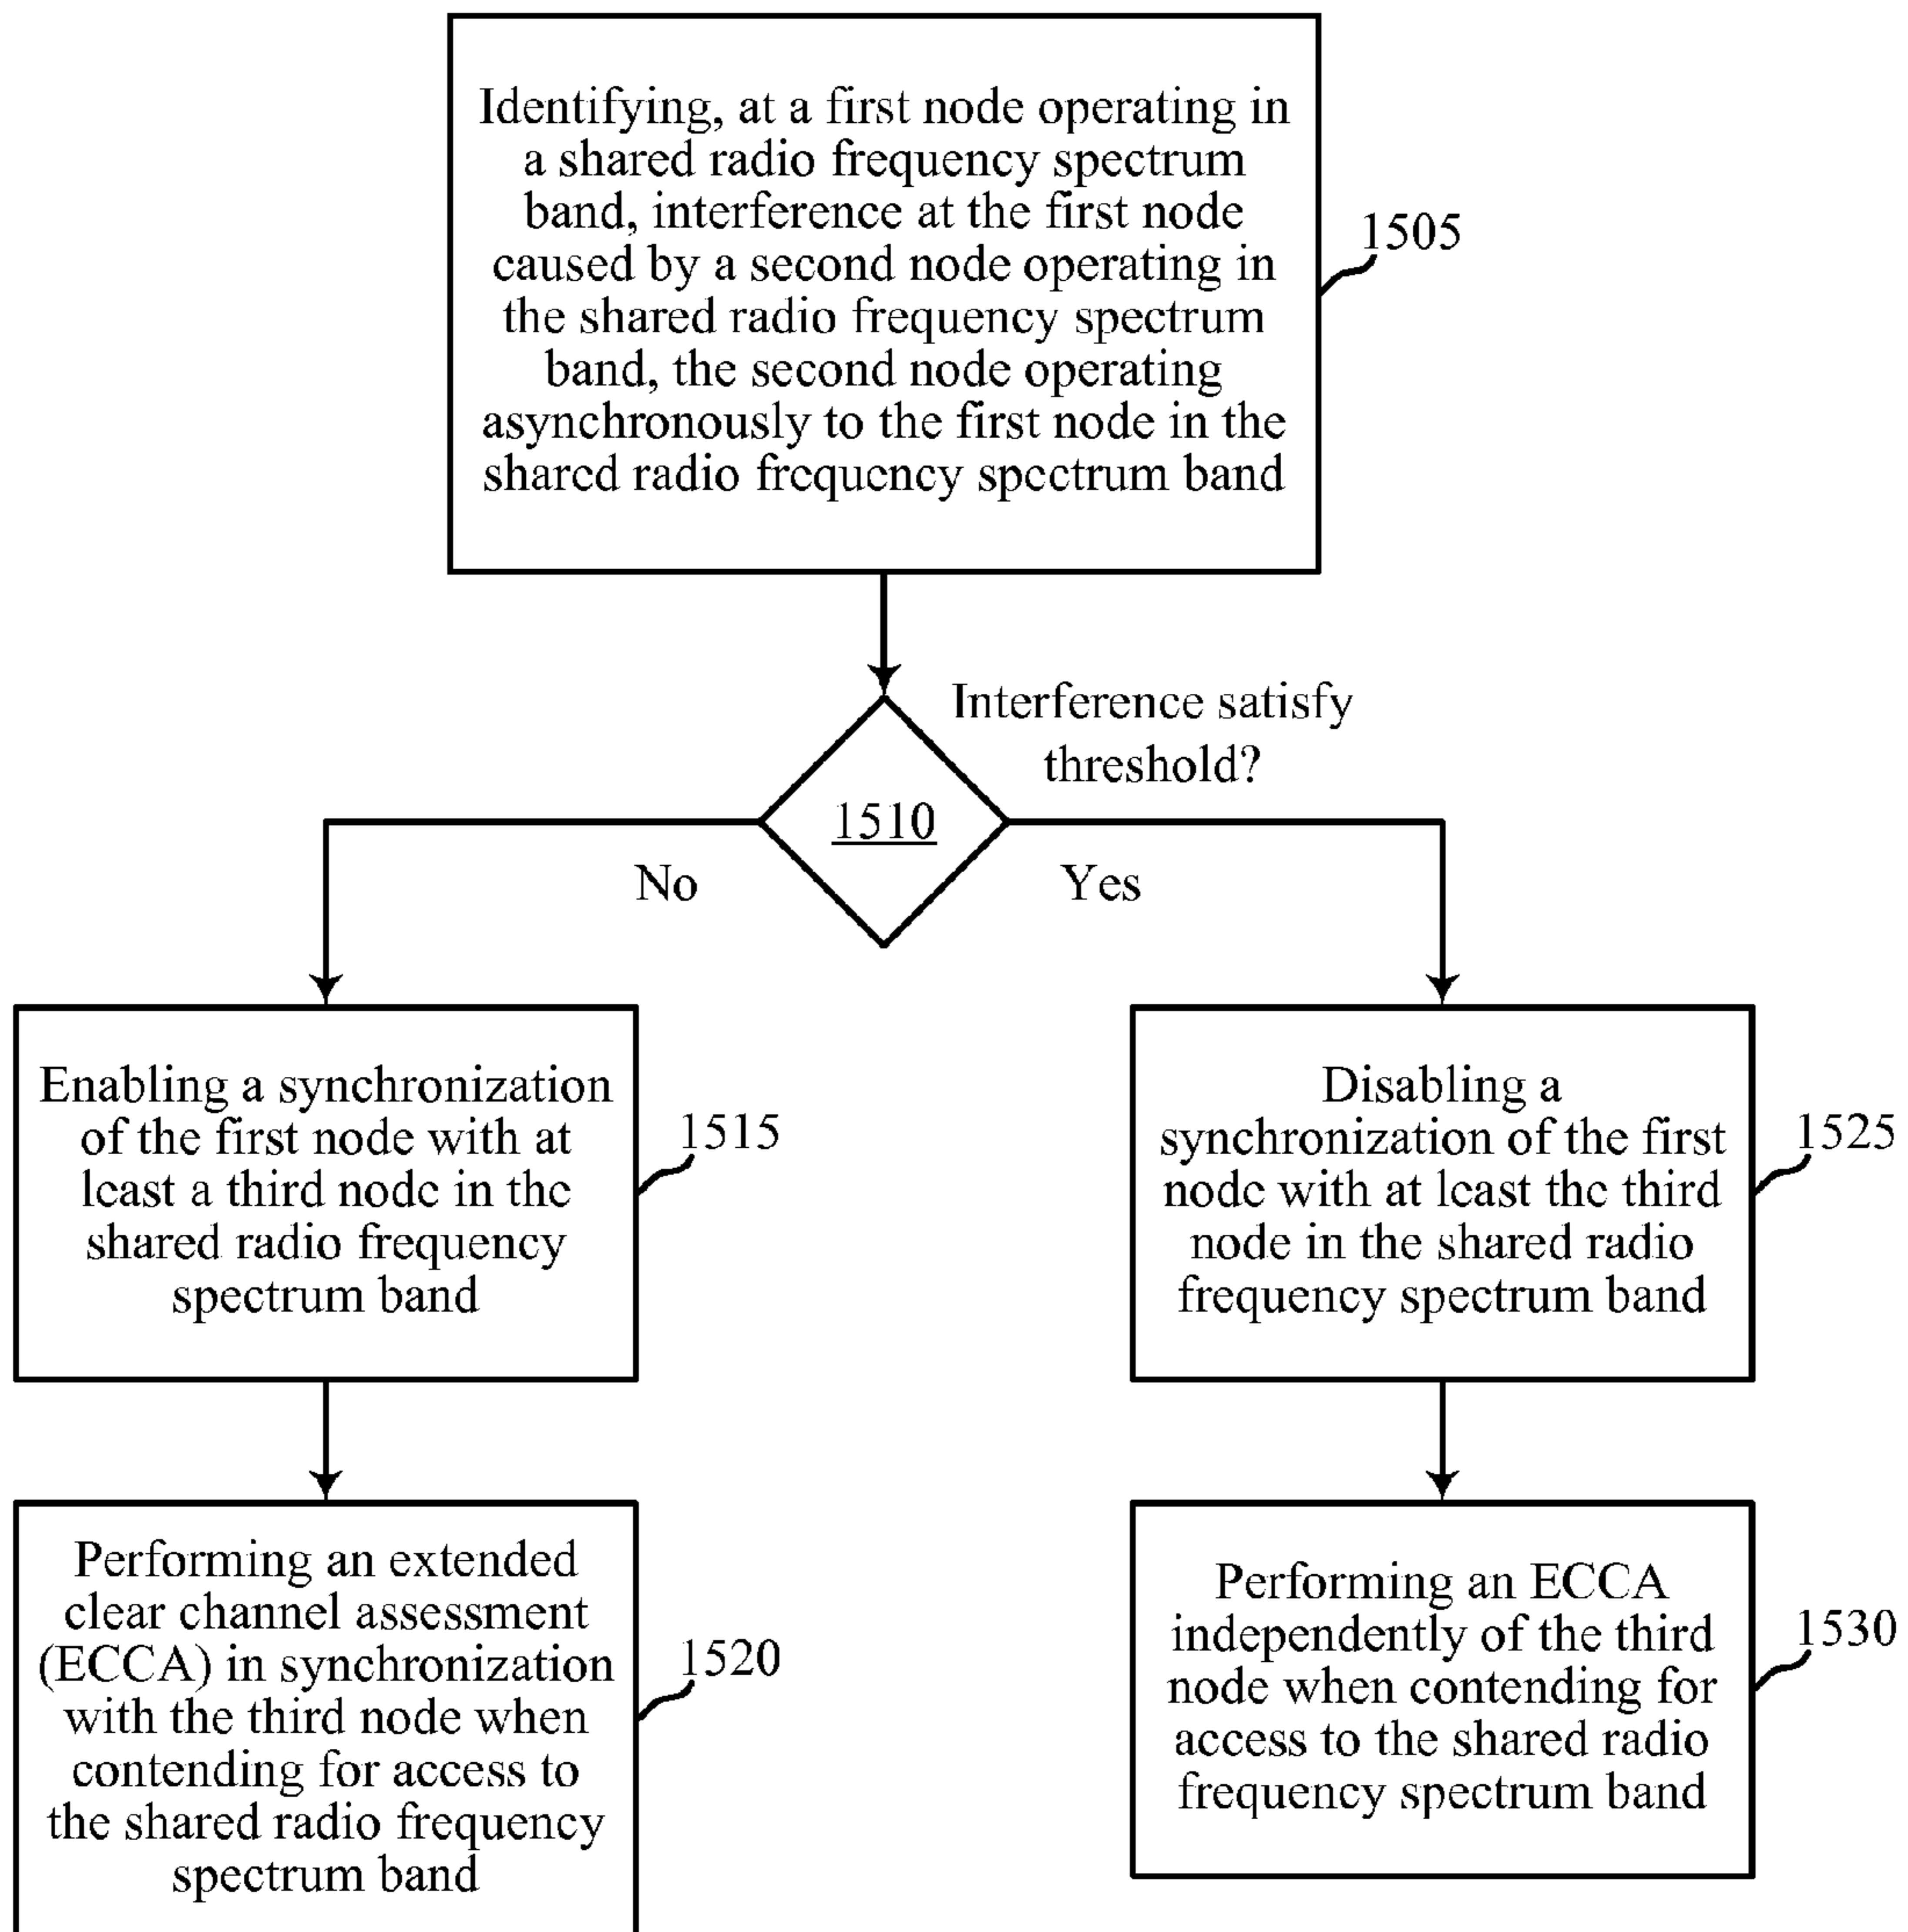 Identifying, at a first node operating in
a shared radio frequency spectrum
band, interference at the first node
caused by a second node operating in
the shared radio frequency spectrum
band, the second node operating
asynchronously to the first node in the
shared radio frequency spectrum band
1505
Interference satisfy
threshold?
1510
No
Yes
Enabling a synchronization
of the first node with at
least a third node in the
shared radio frequency
spectrum band
1515
Disabling a
synchronization of the first
node with at least the third
node in the shared radio
frequency spectrum band
1525
Performing an extended
clear channel assessment
(ECCA) in synchronization
with the third node when
contending for access to
the shared radio frequency
spectrum band
1520
Performing an ECCA
independently of the third
node when contending for
access to the shared radio
frequency spectrum band
1530